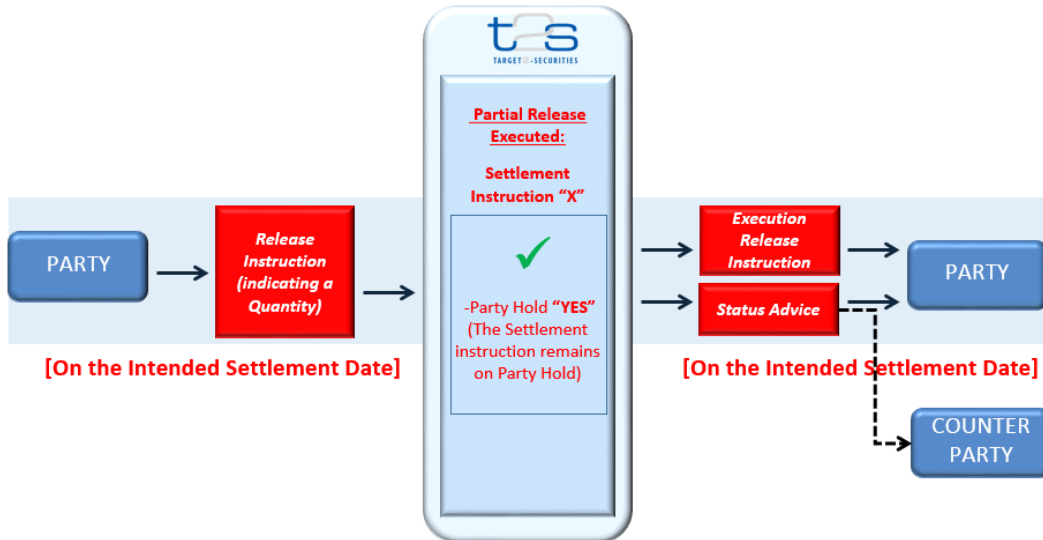 t2s
TARGET2-SECURITIES
Partial Release
Executed:
Settlement
Instruction “X”
PARTY
Release
Instruction
(indicating a
Quantity)
-Party Hold “YES”
(The Settlement
instruction remains
on Party Hold)
Execution
Release
Instruction
Status Advice
PARTY
[On the Intended Settlement Date]
[On the Intended Settlement Date]
COUNTER
PARTY